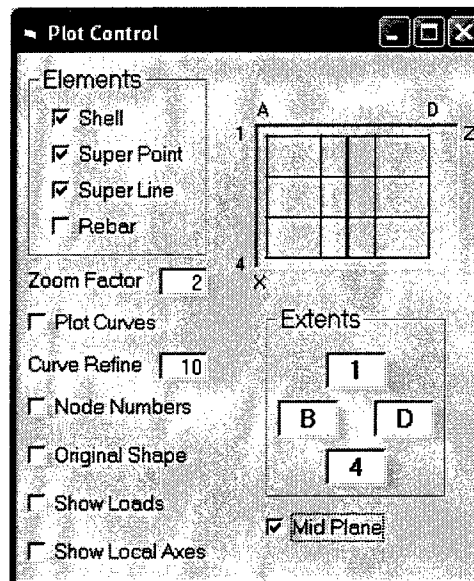 Plot Control
Elements
Shell
Super Point
Super Line
Rebar
Zoom Factor 2
Plot Curves
Curve Refine 10
Node Numbers
Original Shape
Show Loads
Show Local Axes
A D
1 Z
4
X
Extents
1
B D
4
Mid Plane